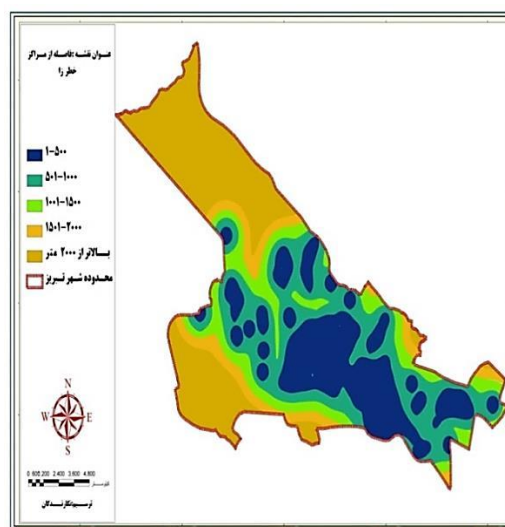 عنوان نقشه :فاصله از مراکز
خطر زا
۱-۵۰۰
۵۰۱-۱۰۰۰
۱۰۰۱-۱۵۰۰
۱۵۰۱-۲۰۰۰
بالاتر از ۲۰۰۰ متر
محدوده شهر تبریز
N
W E
S
0 600 1,200 2,400 3,600 4,800
کیلومتر
ترسیم:نگارندگان